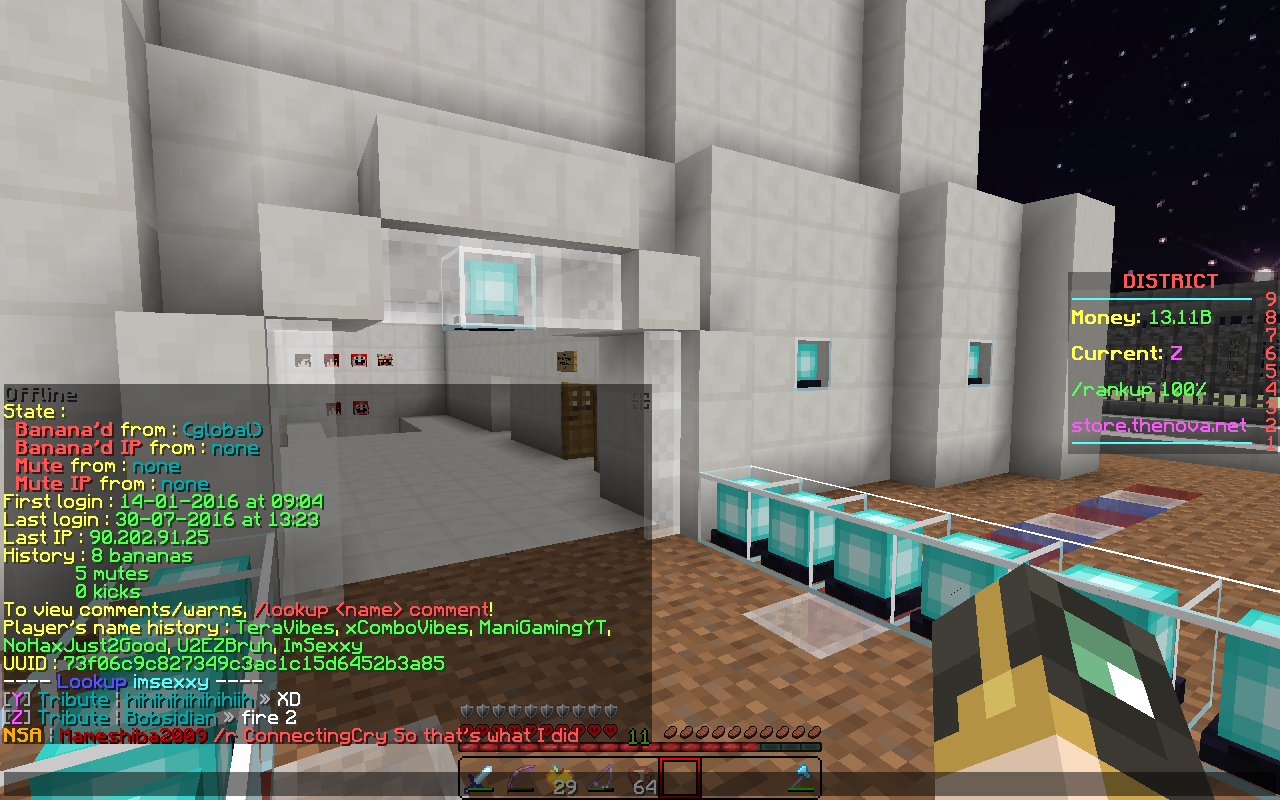 Offline
State :
Banana'd from : (global)
Banana'd IP from : none
Mute from : none
Mute IP from : none
First login : 14-01-2016 at 09:04
Last login : 30-07-2016 at 13:23
Last IP : 90.202.91.25
History : 8 bananas
5 mutes
0 kicks
To view comments/warns, /lookup <name> comment!
Player's name history : TeraVibes, xComboVibes, ManiGamingYT,
NoHaxJust2Good, U2EZBruh, ImSexxy
UUID : 73f06c9c827349c3ac1c15d6452b3a85
---- Lookup imsexxy ----
[Y] Tribute | hihihihihihihiih » XD
[Z] Tribute | Bobsidian » fire 2
NSA | Mameshiba2009 /r ConnectingCry So that's what I did
DISTRICT
9
Money: 13.11B
8
7
Current: Z
6
5
/rankup 100%
4
3
store.thenova.net
2
1
11
29
64